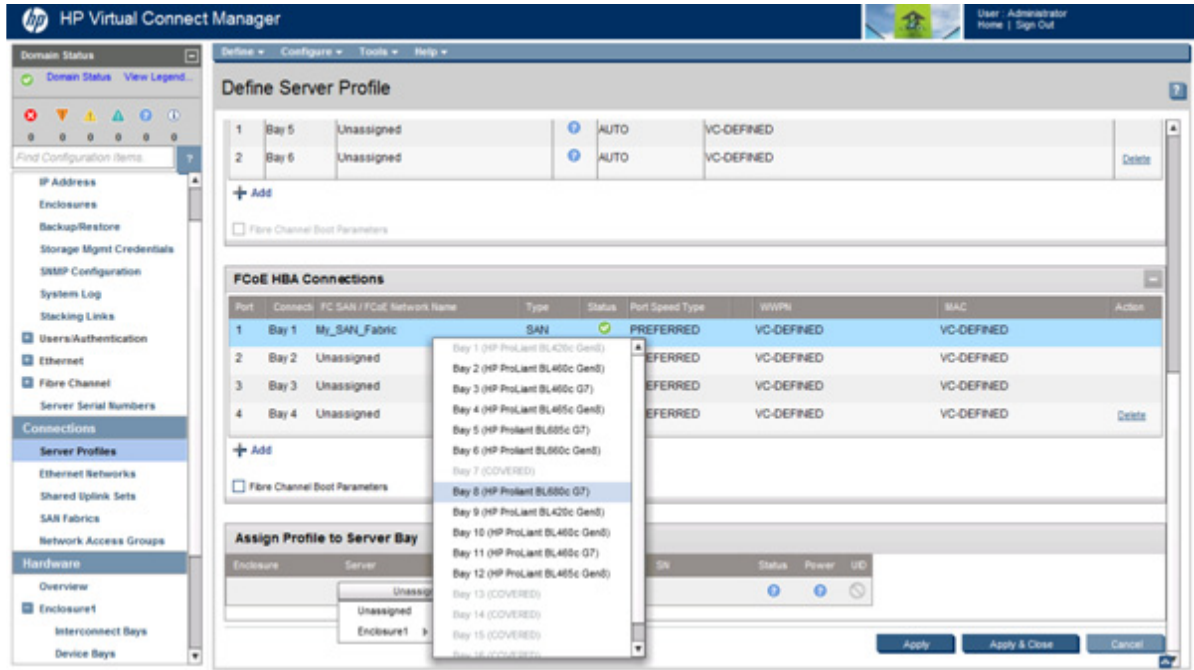 hp HP Virtual Connect Manager
User : Administrator
Home | Sign Out
Domain Status
Domain Status View Legend...
0 0 0 0 0 0
Find Configuration Items.
?
IP Address
Enclosures
Backup/Restore
Storage Mgmt Credentials
SNMP Configuration
System Log
Stacking Links
Users/Authentication
Ethernet
Fibre Channel
Server Serial Numbers
Connections
Server Profiles
Ethernet Networks
Shared Uplink Sets
SAN Fabrics
Network Access Groups
Hardware
Overview
Enclosure1
Interconnect Bays
Device Bays
Define Configure Tools Help
Define Server Profile
?
1 Bay 5 Unassigned ? AUTO VC-DEFINED
2 Bay 6 Unassigned ? AUTO VC-DEFINED Delete
Add
Fibre Channel Boot Parameters
FCoE HBA Connections
Port Connecti FC SAN / FCoE Network Name Type Status Port Speed Type WWPN MAC Action
1 Bay 1 My_SAN_Fabric SAN PREFERRED VC-DEFINED VC-DEFINED
2 Bay 2 Unassigned EFERRED VC-DEFINED VC-DEFINED
3 Bay 3 Unassigned EFERRED VC-DEFINED VC-DEFINED
4 Bay 4 Unassigned EFERRED VC-DEFINED VC-DEFINED Delete
Add
Fibre Channel Boot Parameters
Bay 1 (HP ProLiant BL420c Gen8)
Bay 2 (HP ProLiant BL460c Gen8)
Bay 3 (HP ProLiant BL460c G7)
Bay 4 (HP ProLiant BL465c Gen8)
Bay 5 (HP Proliant BL685c G7)
Bay 6 (HP ProLiant BL660c Gen8)
Bay 7 (COVERED)
Bay 8 (HP Proliant BL680c G7)
Bay 9 (HP ProLiant BL420c Gen8)
Bay 10 (HP ProLiant BL460c Gen8)
Bay 11 (HP ProLiant BL460c G7)
Bay 12 (HP ProLiant BL465c Gen8)
Bay 13 (COVERED)
Bay 14 (COVERED)
Bay 15 (COVERED)
Bay 16 (COVERED)
Assign Profile to Server Bay
Enclosure Server SN Status Power UID
Unassig
Unassigned
Enclosure1
Apply Apply & Close Cancel